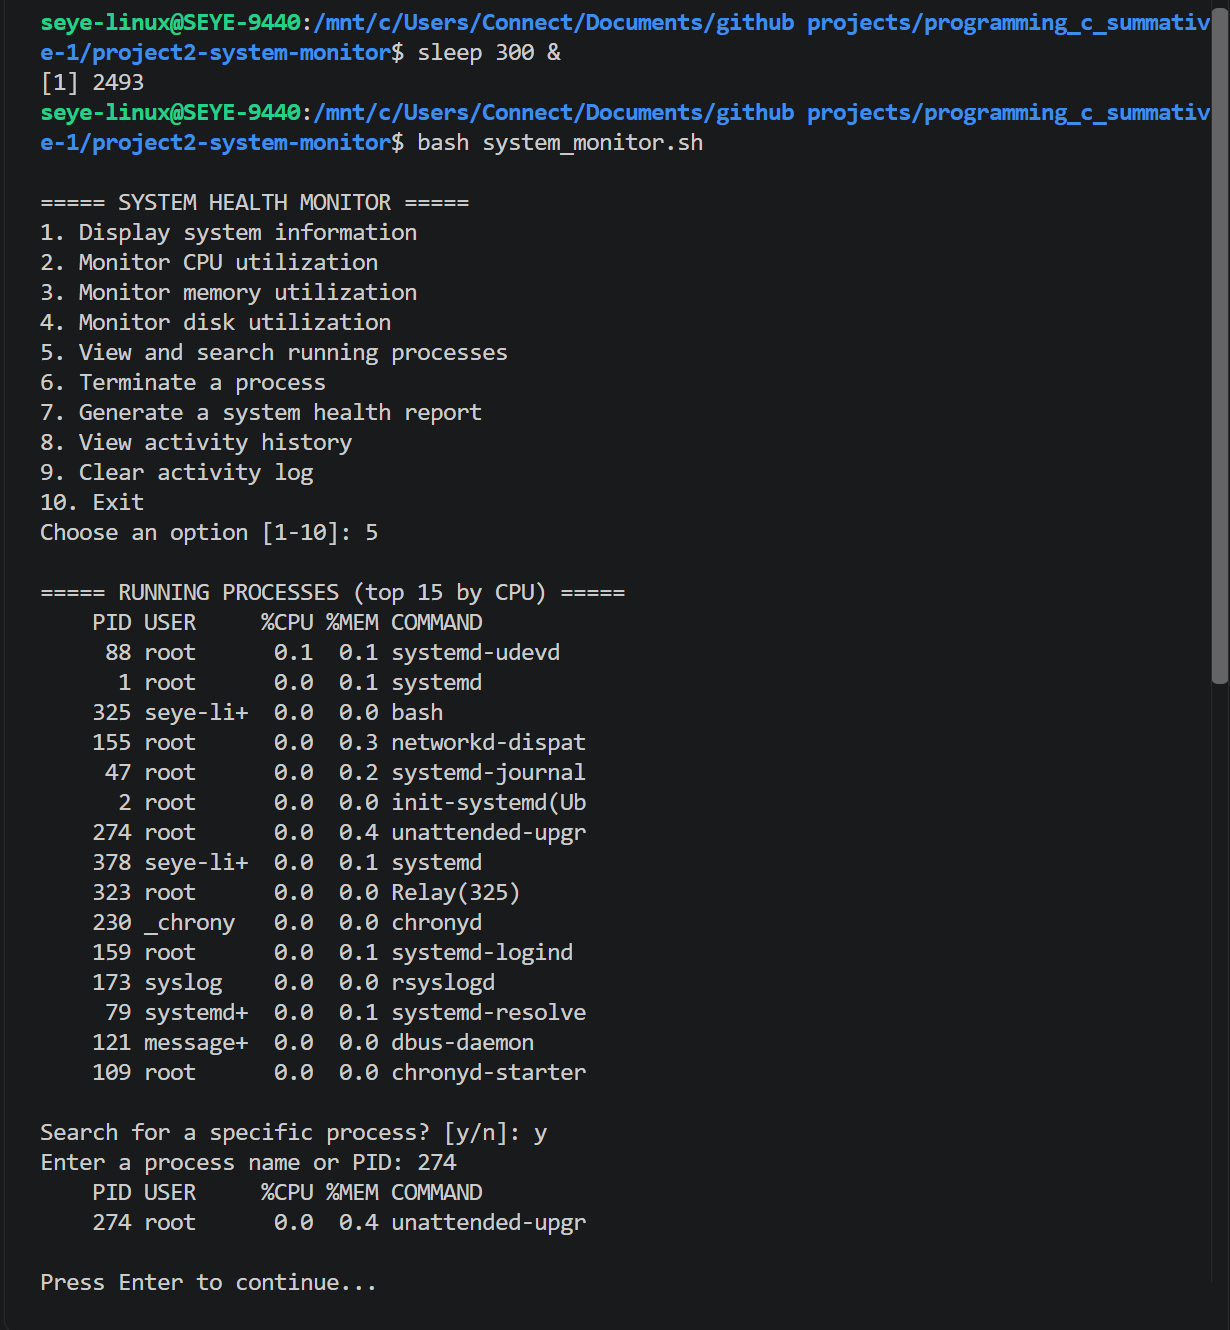 seye-linux@SEYE-9440:/mnt/c/Users/Connect/Documents/github projects/programming_c_summativ
e-1/project2-system-monitor$ sleep 300 &
[1] 2493
seye-linux@SEYE-9440:/mnt/c/Users/Connect/Documents/github projects/programming_c_summativ
e-1/project2-system-monitor$ bash system_monitor.sh

===== SYSTEM HEALTH MONITOR =====
1. Display system information
2. Monitor CPU utilization
3. Monitor memory utilization
4. Monitor disk utilization
5. View and search running processes
6. Terminate a process
7. Generate a system health report
8. View activity history
9. Clear activity log
10. Exit
Choose an option [1-10]: 5

===== RUNNING PROCESSES (top 15 by CPU) =====
    PID USER     %CPU %MEM COMMAND
     88 root      0.1  0.1 systemd-udevd
      1 root      0.0  0.1 systemd
    325 seye-li+  0.0  0.0 bash
    155 root      0.0  0.3 networkd-dispat
     47 root      0.0  0.2 systemd-journal
      2 root      0.0  0.0 init-systemd(Ub
    274 root      0.0  0.4 unattended-upgr
    378 seye-li+  0.0  0.1 systemd
    323 root      0.0  0.0 Relay(325)
    230 _chrony   0.0  0.0 chronyd
    159 root      0.0  0.1 systemd-logind
    173 syslog    0.0  0.0 rsyslogd
     79 systemd+  0.0  0.1 systemd-resolve
    121 message+  0.0  0.0 dbus-daemon
    109 root      0.0  0.0 chronyd-starter

Search for a specific process? [y/n]: y
Enter a process name or PID: 274
    PID USER     %CPU %MEM COMMAND
    274 root      0.0  0.4 unattended-upgr

Press Enter to continue...